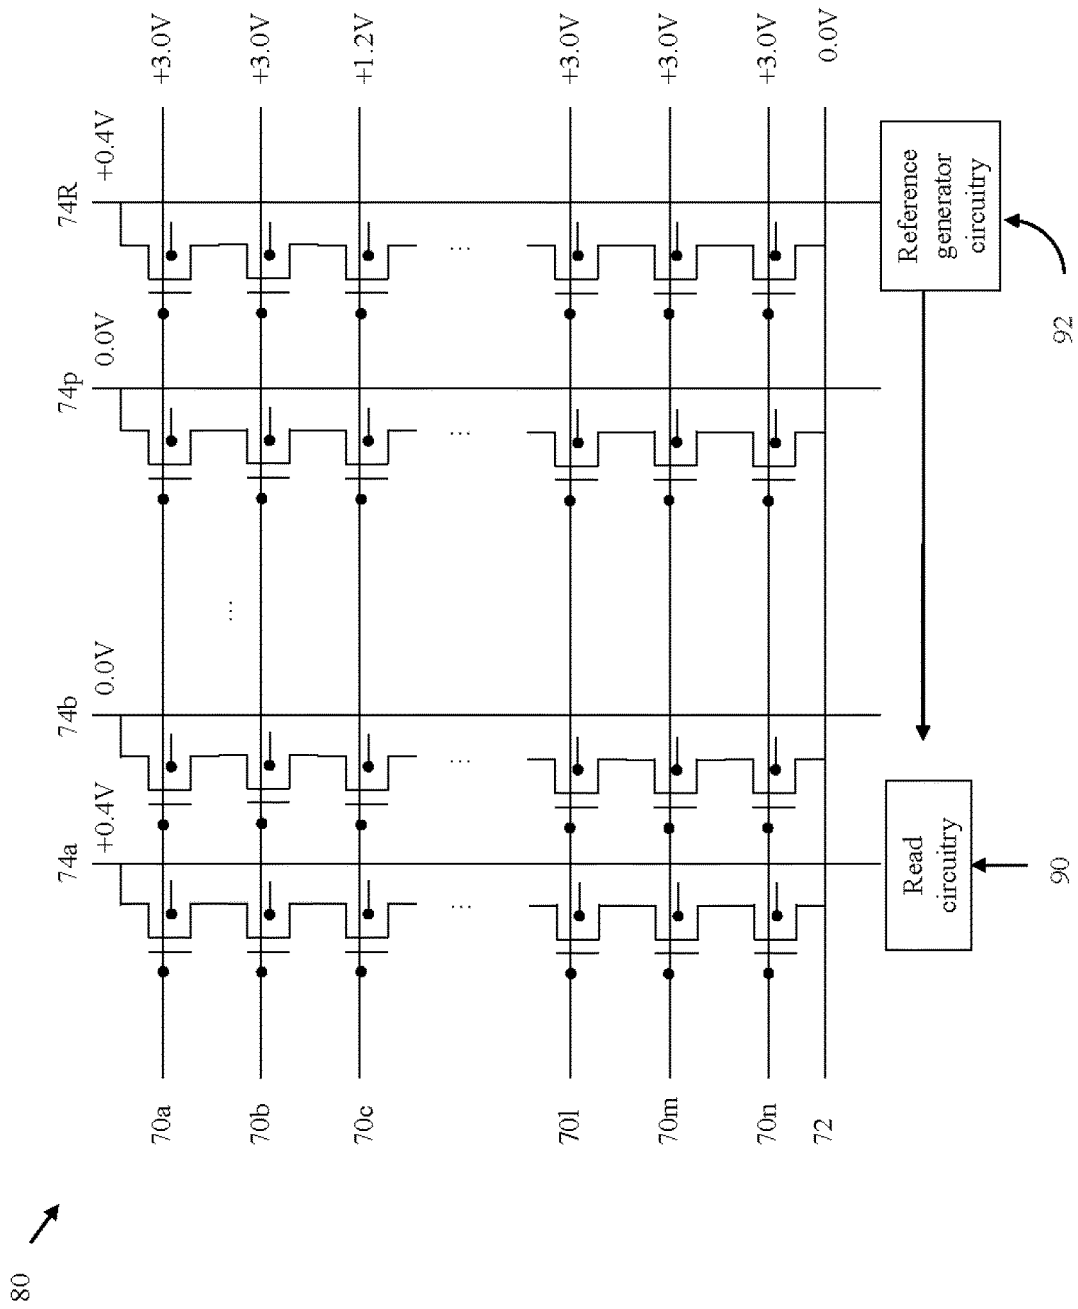 74a
+0.4V
74b
0.0V
74p
0.0V
74R
+0.4V
70a
+3.0V
70b
+3.0V
70c
+1.2V
...
...
...
...
...
70l
+3.0V
70m
+3.0V
70n
+3.0V
72
0.0V
Read
circuitry
Reference
generator
circuitry
90
92
80